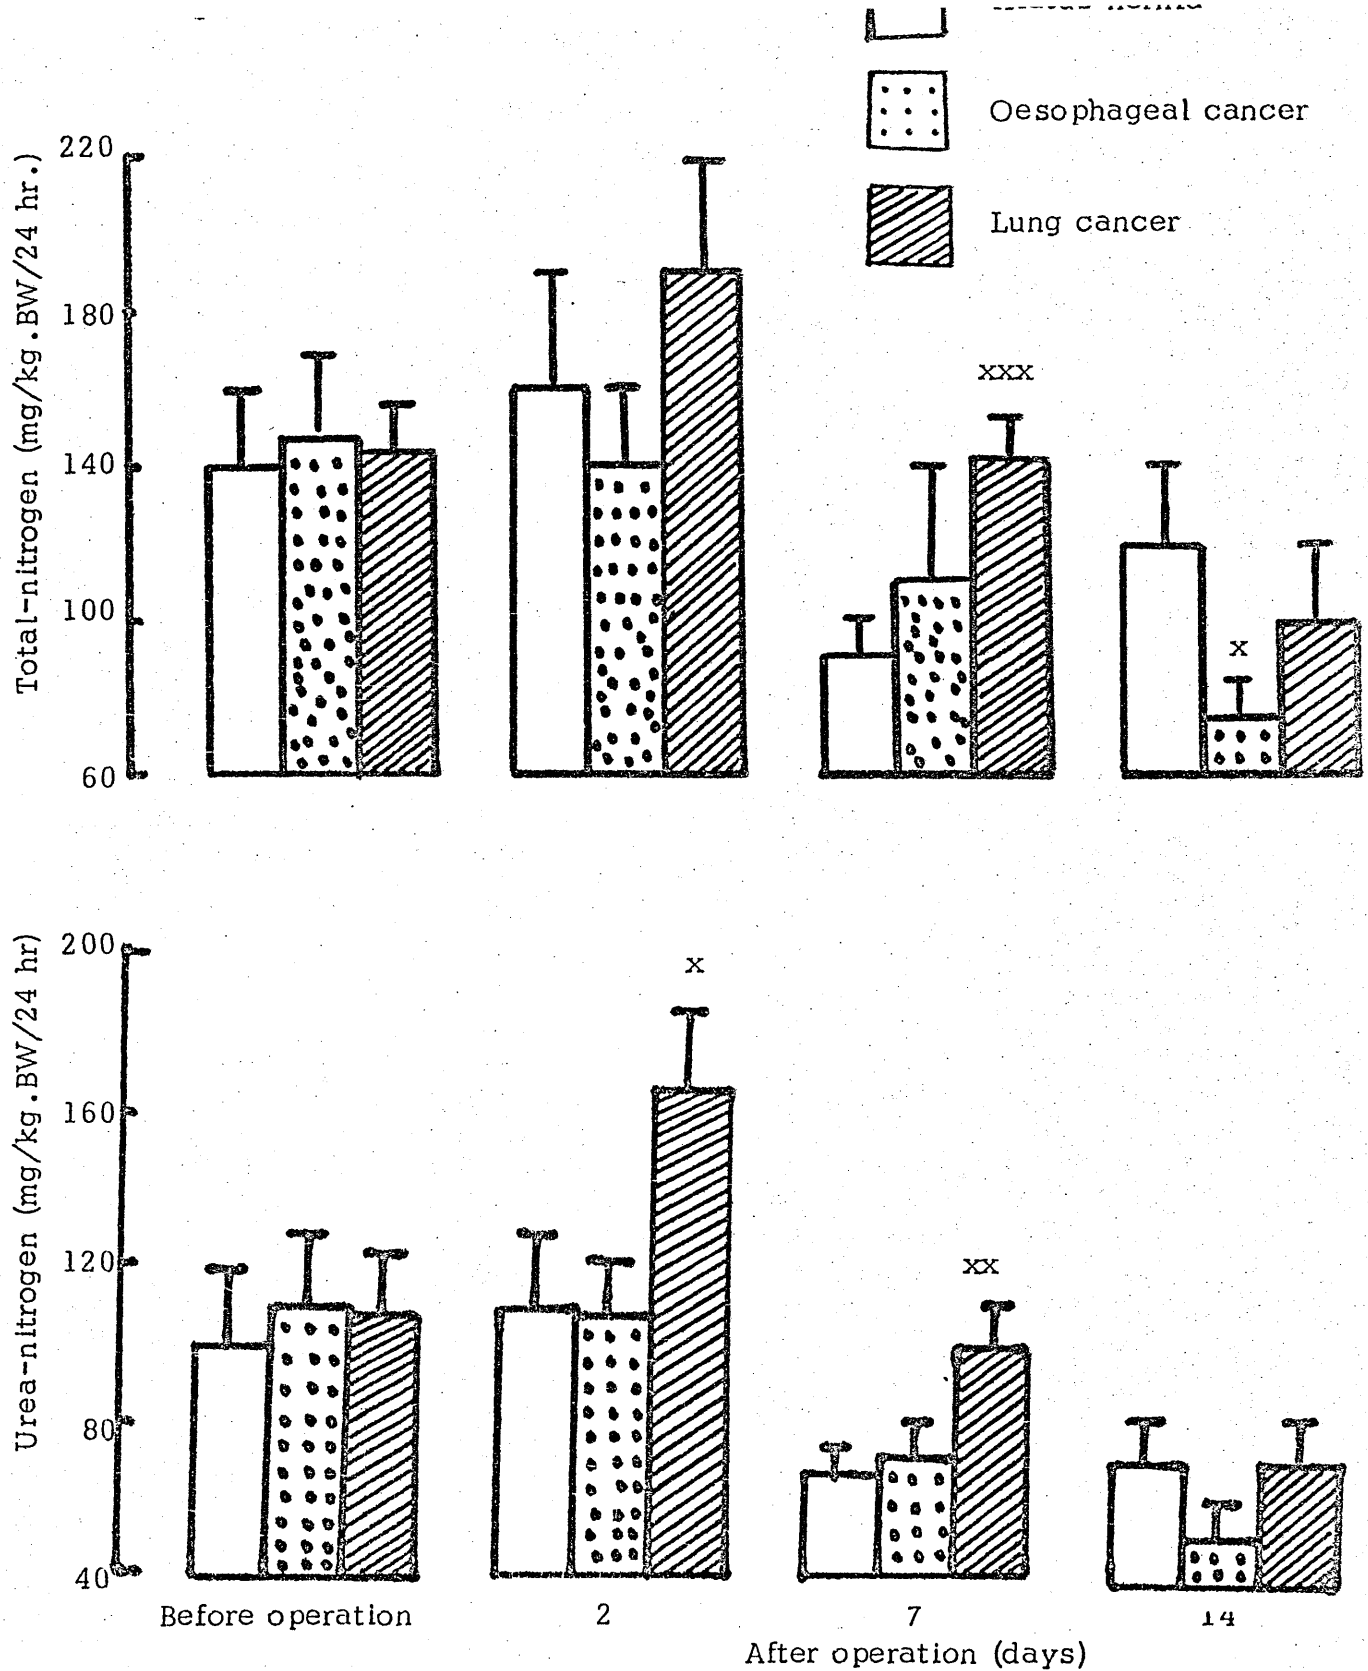 Oesophageal cancer
Lung cancer
Total-nitrogen (mg/kg.BW/24 hr.)
220
180
140
100
60
xxx
x
Urea-nitrogen (mg/kg.BW/24 hr)
200
160
120
80
40
x
xx
Before operation
2
7
14
After operation (days)